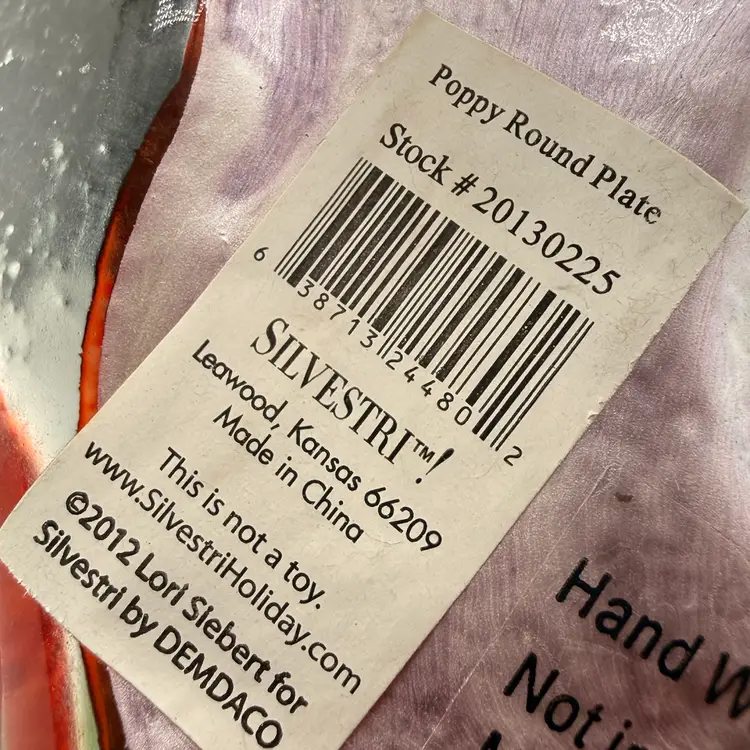 Poppy Round Plate
Stock # 20130225
6 38713 24480 2
SILVESTRI™!
Leawood, Kansas 66209
Made in China
This is not a toy.
www.SilvestriHoliday.com
©2012 Lori Siebert for
Silvestri by DEMDACO
Hand W
Not i